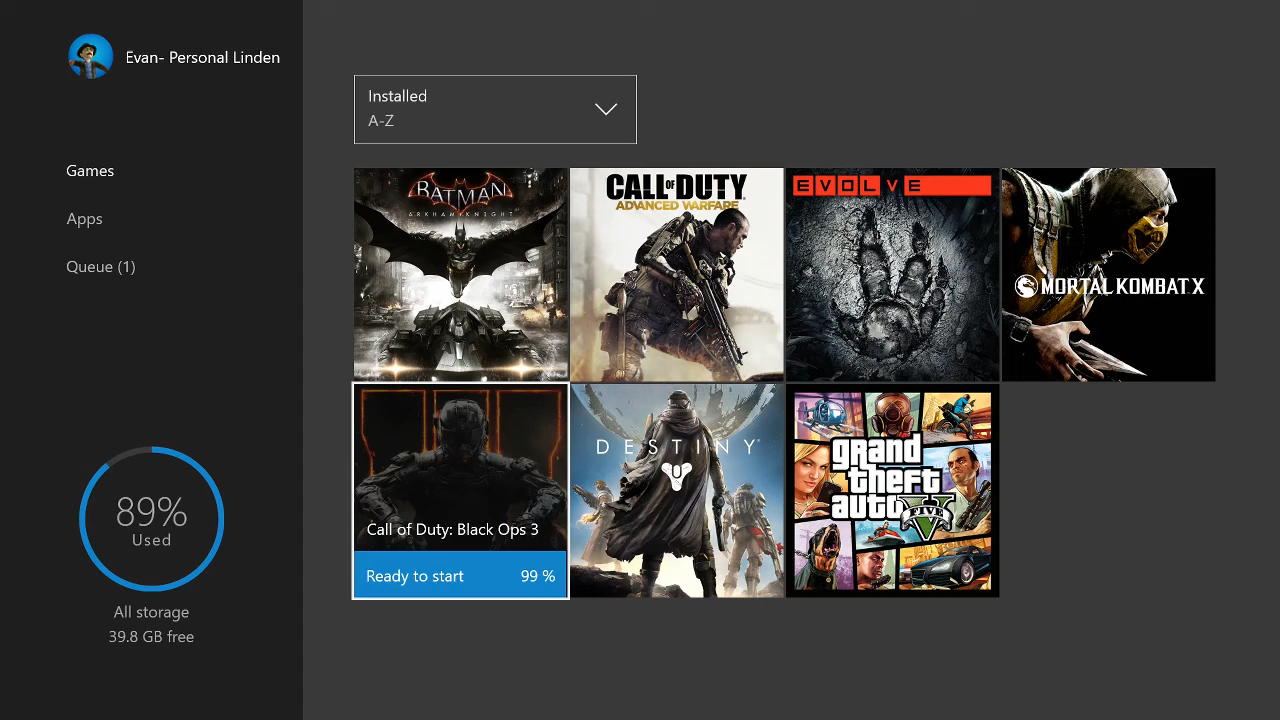 Evan- Personal Linden
Games
Apps
Queue (1)
89%
Used
All storage
39.8 GB free
Installed
A-Z
BATMAN
ARKHAM KNIGHT
CALL OF DUTY
ADVANCED WARFARE
EVOLVE
MORTAL KOMBAT X
Call of Duty: Black Ops 3
Ready to start 99 %
DESTINY
grand
theft
auto
V
FIVE